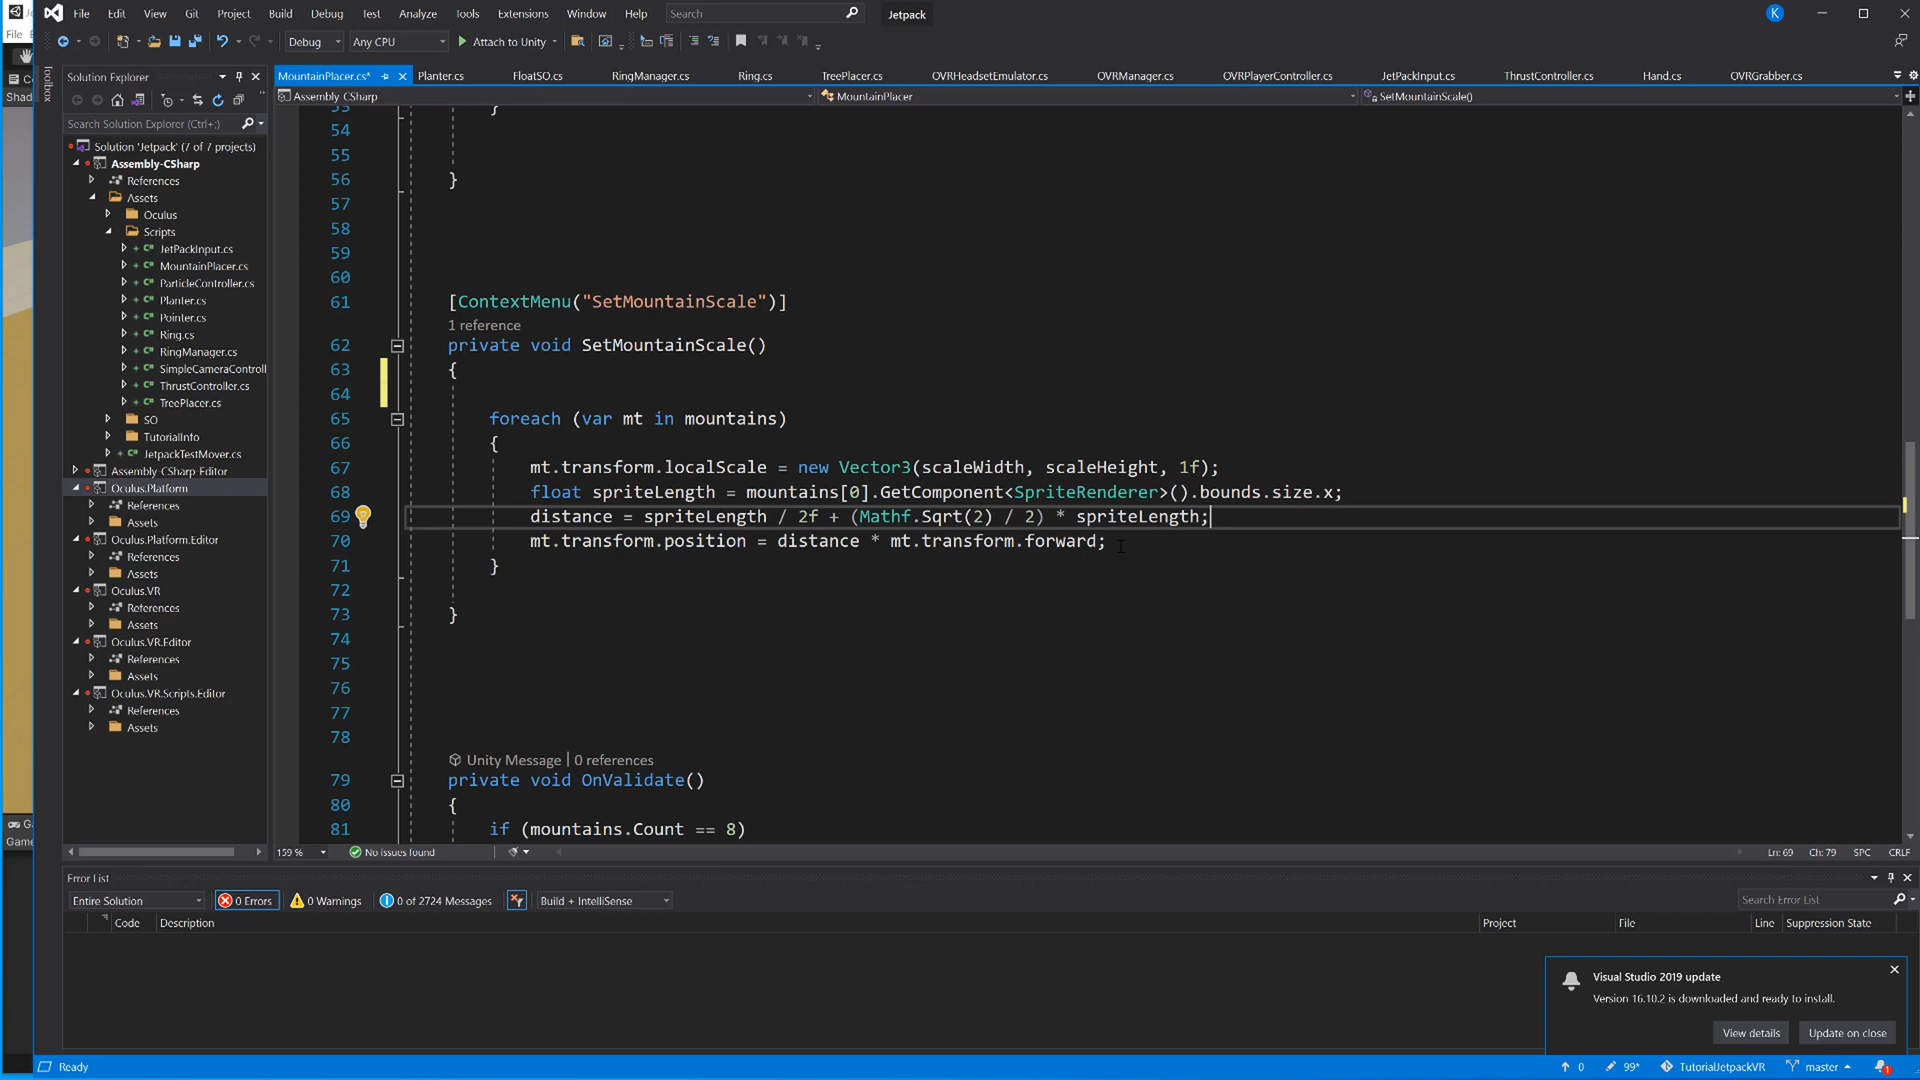 File Edit View Git Project Build Debug Test Analyze Tools Extensions Window Help Search Jetpack K
File
Debug Any CPU Attach to Unity
Toolbox
Shad
Solution Explorer
Search Solution Explorer (Ctrl+;)
Solution 'Jetpack' (7 of 7 projects)
Assembly-CSharp
References
Assets
Oculus
Scripts
JetPackInput.cs
MountainPlacer.cs
ParticleController.cs
Planter.cs
Pointer.cs
Ring.cs
RingManager.cs
SimpleCameraControll
ThrustController.cs
TreePlacer.cs
SO
TutorialInfo
JetpackTestMover.cs
Assembly-CSharp-Editor
Oculus.Platform
References
Assets
Oculus.Platform.Editor
References
Assets
Oculus.VR
References
Assets
Oculus.VR.Editor
References
Assets
Oculus.VR.Scripts.Editor
References
Assets
Game
MountainPlacer.cs* Planter.cs FloatSO.cs RingManager.cs Ring.cs TreePlacer.cs OVRHeadsetEmulator.cs OVRManager.cs OVRPlayerController.cs JetPackInput.cs ThrustController.cs Hand.cs OVRGrabber.cs
Assembly-CSharp MountainPlacer SetMountainScale()
53 }
54
55
56 }
57
58
59
60
61 [ContextMenu("SetMountainScale")]
1 reference
62 private void SetMountainScale()
63 {
64
65 foreach (var mt in mountains)
66 {
67 mt.transform.localScale = new Vector3(scaleWidth, scaleHeight, 1f);
68 float spriteLength = mountains[0].GetComponent<SpriteRenderer>().bounds.size.x;
69 distance = spriteLength / 2f + (Mathf.Sqrt(2) / 2) * spriteLength;
70 mt.transform.position = distance * mt.transform.forward;
71 }
72
73 }
74
75
76
77
78
Unity Message | 0 references
79 private void OnValidate()
80 {
81 if (mountains.Count == 8)
159 % No issues found Ln: 69 Ch: 79 SPC CRLF
Error List
Entire Solution 0 Errors 0 Warnings 0 of 2724 Messages Build + IntelliSense Search Error List
Code Description Project File Line Suppression State
Visual Studio 2019 update
Version 16.10.2 is downloaded and ready to install.
View details Update on close
Ready 0 99* TutorialJetpackVR master 1